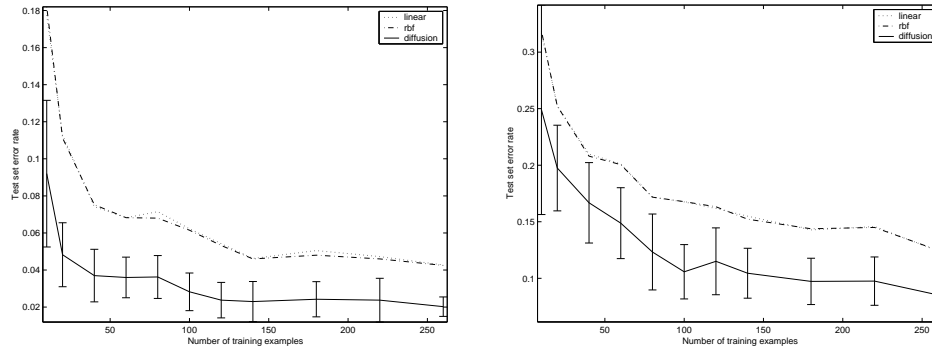 0.18
0.16
0.14
0.12
0.1
0.08
0.06
0.04
0.02
Test set error rate
50
100
150
200
250
Number of training examples
linear
rbf
diffusion
0.3
0.25
0.2
0.15
0.1
Test set error rate
50
100
150
200
250
Number of training examples
linear
rbf
diffusion